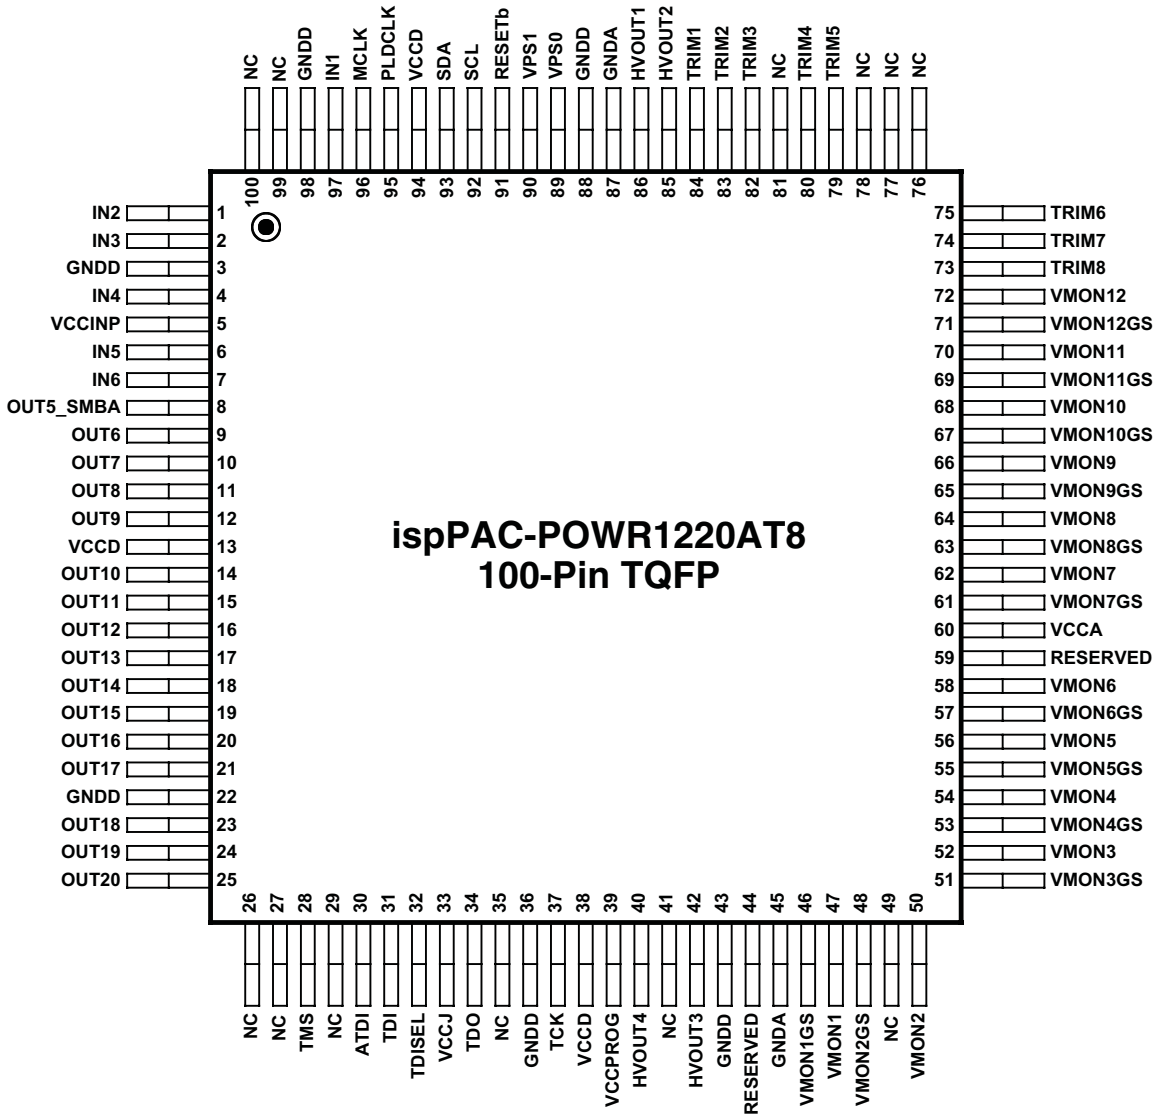 NC
NC
GNDD
IN1
MCLK
PLDCLK
VCCD
SDA
SCL
RESETb
VPS1
VPS0
GNDD
GNDA
HVOUT1
HVOUT2
TRIM1
TRIM2
TRIM3
NC
TRIM4
TRIM5
NC
NC
NC
100
99
98
97
96
95
94
93
92
91
90
89
88
87
86
85
84
83
82
81
80
79
78
77
76
IN2 1
IN3 2
GNDD 3
IN4 4
VCCINP 5
IN5 6
IN6 7
OUT5_SMBA 8
OUT6 9
OUT7 10
OUT8 11
OUT9 12
VCCD 13
OUT10 14
OUT11 15
OUT12 16
OUT13 17
OUT14 18
OUT15 19
OUT16 20
OUT17 21
GNDD 22
OUT18 23
OUT19 24
OUT20 25
ispPAC-POWR1220AT8
100-Pin TQFP
75 TRIM6
74 TRIM7
73 TRIM8
72 VMON12
71 VMON12GS
70 VMON11
69 VMON11GS
68 VMON10
67 VMON10GS
66 VMON9
65 VMON9GS
64 VMON8
63 VMON8GS
62 VMON7
61 VMON7GS
60 VCCA
59 RESERVED
58 VMON6
57 VMON6GS
56 VMON5
55 VMON5GS
54 VMON4
53 VMON4GS
52 VMON3
51 VMON3GS
26
27
28
29
30
31
32
33
34
35
36
37
38
39
40
41
42
43
44
45
46
47
48
49
50
NC
NC
TMS
NC
ATDI
TDI
TDISEL
VCCJ
TDO
NC
GNDD
TCK
VCCD
VCCPROG
HVOUT4
NC
HVOUT3
GNDD
RESERVED
GNDA
VMON1GS
VMON1
VMON2GS
NC
VMON2